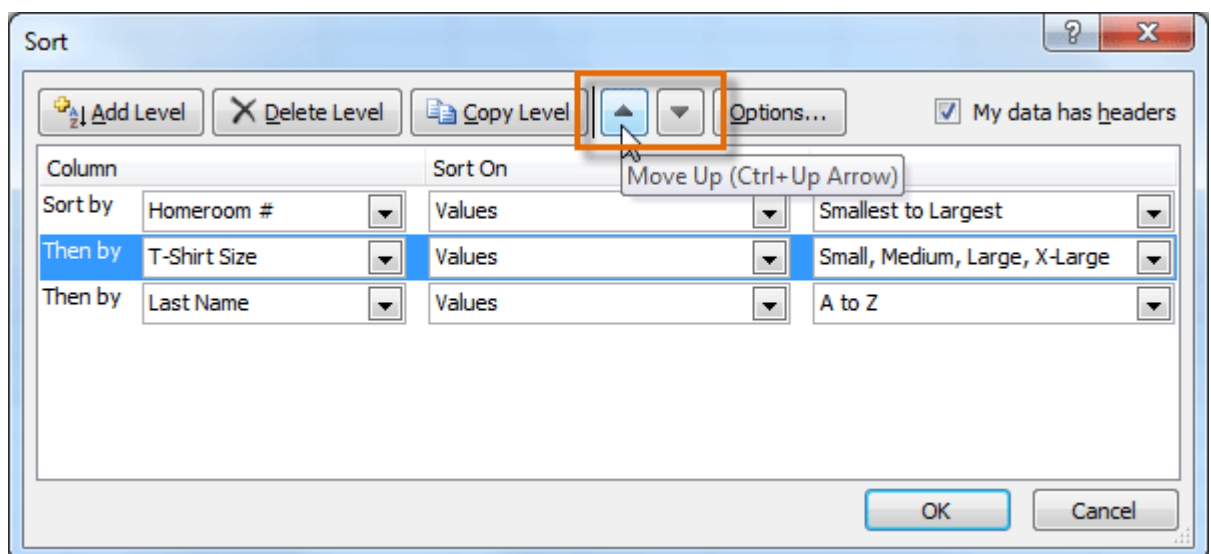 Sort
Add Level Delete Level Copy Level Options... My data has headers
Column Sort On
Move Up (Ctrl+Up Arrow)
Sort by Homeroom # Values Smallest to Largest
Then by T-Shirt Size Values Small, Medium, Large, X-Large
Then by Last Name Values A to Z
OK Cancel